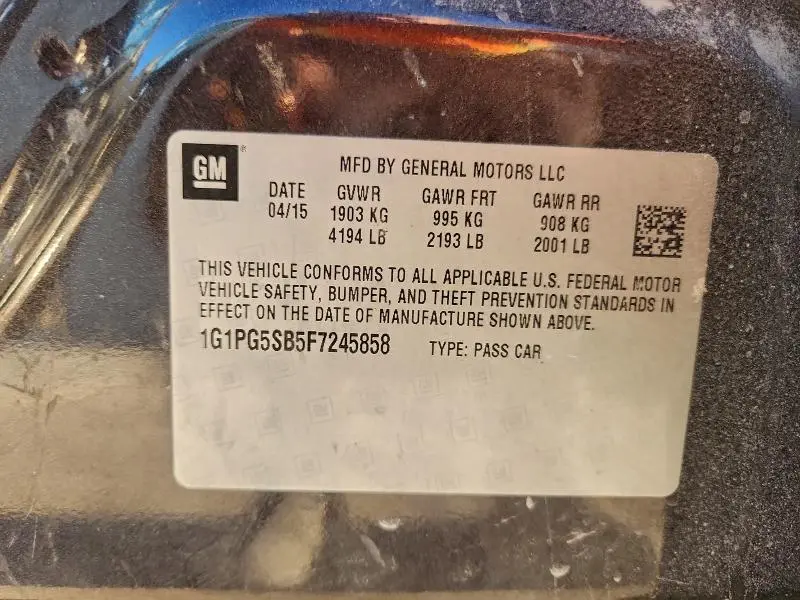 GM ®
MFD BY GENERAL MOTORS LLC
DATE GVWR GAWR FRT GAWR RR
04/15 1903 KG 995 KG 908 KG
4194 LB 2193 LB 2001 LB
THIS VEHICLE CONFORMS TO ALL APPLICABLE U.S. FEDERAL MOTOR
VEHICLE SAFETY, BUMPER, AND THEFT PREVENTION STANDARDS IN
EFFECT ON THE DATE OF MANUFACTURE SHOWN ABOVE.
1G1PG5SB5F7245858 TYPE: PASS CAR